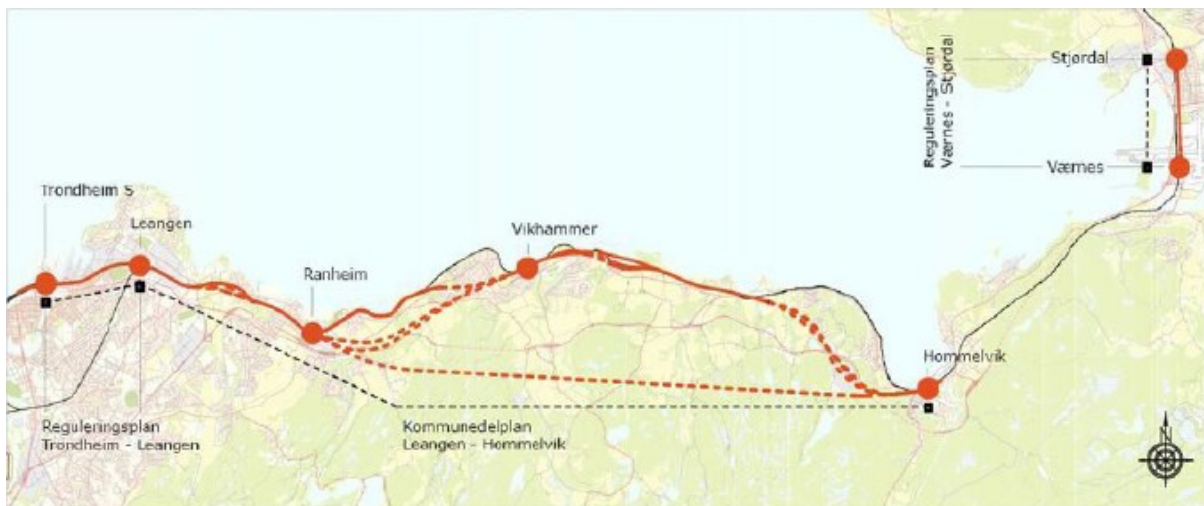 Trondheim S
Leangen
Ranheim
Vikhammer
Hommelvik
Stjørdal
Værnes
Reguleringsplan
Værnes - Stjørdal
Reguleringsplan
Trondheim - Leangen
Kommunedelplan
Leangen - Hommelvik
N